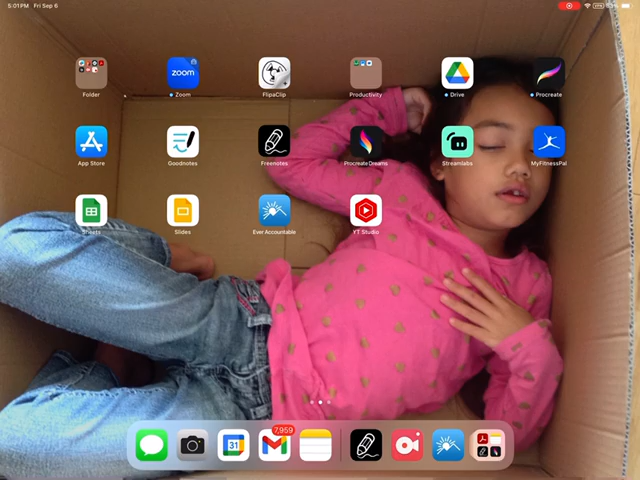 5:01 PM Fri Sep 6
VPN
zoom
Folder
Zoom
FlipaClip
Productivity
Drive
Procreate
App Store
Goodnotes
Freenotes
Procreate Dreams
Streamlabs
MyFitnessPal
Sheets
Slides
Ever Accountable
YT Studio
7,959
31